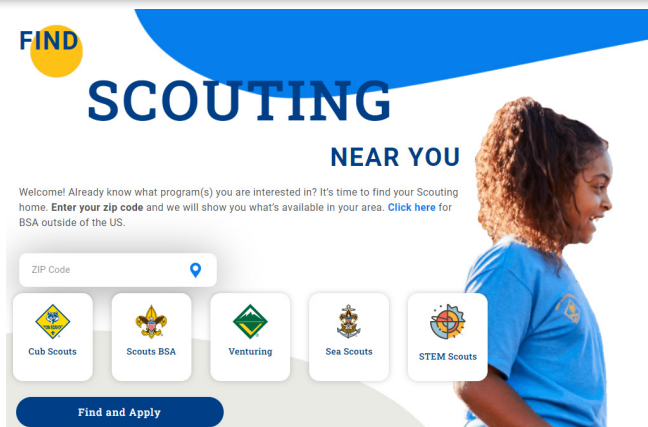 FIND
SCOUTING
NEAR YOU
Welcome! Already know what program(s) you are interested in? It's time to find your Scouting
home. Enter your zip code and we will show you what's available in your area. Click here for
BSA outside of the US.
ZIP Code
Cub Scouts
Scouts BSA
Venturing
Sea Scouts
STEM Scouts
Find and Apply